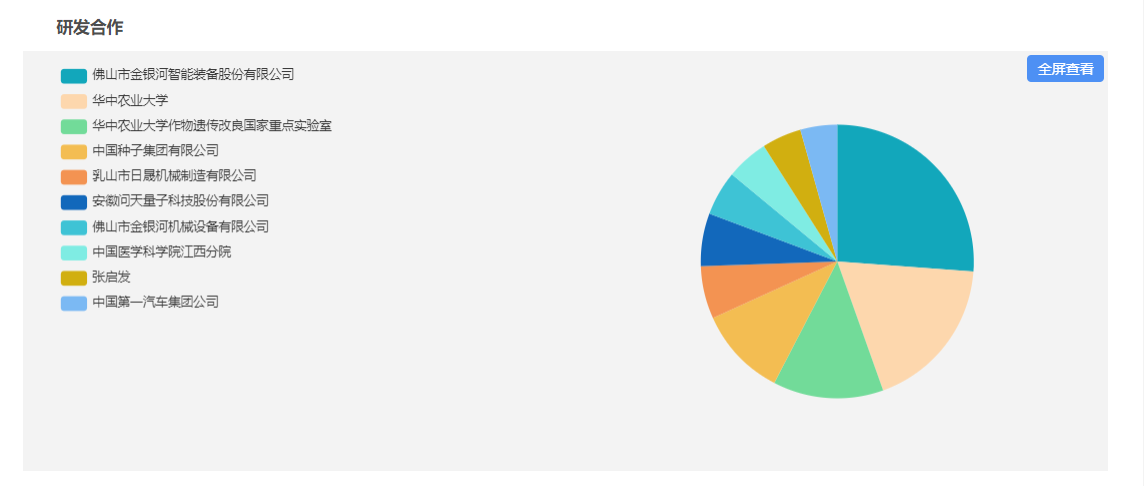 研发合作
全屏查看
佛山市金银河智能装备股份有限公司
华中农业大学
华中农业大学作物遗传改良国家重点实验室
中国种子集团有限公司
乳山市日晟机械制造有限公司
安徽问天量子科技股份有限公司
佛山市金银河机械设备有限公司
中国医学科学院江西分院
张启发
中国第一汽车集团公司